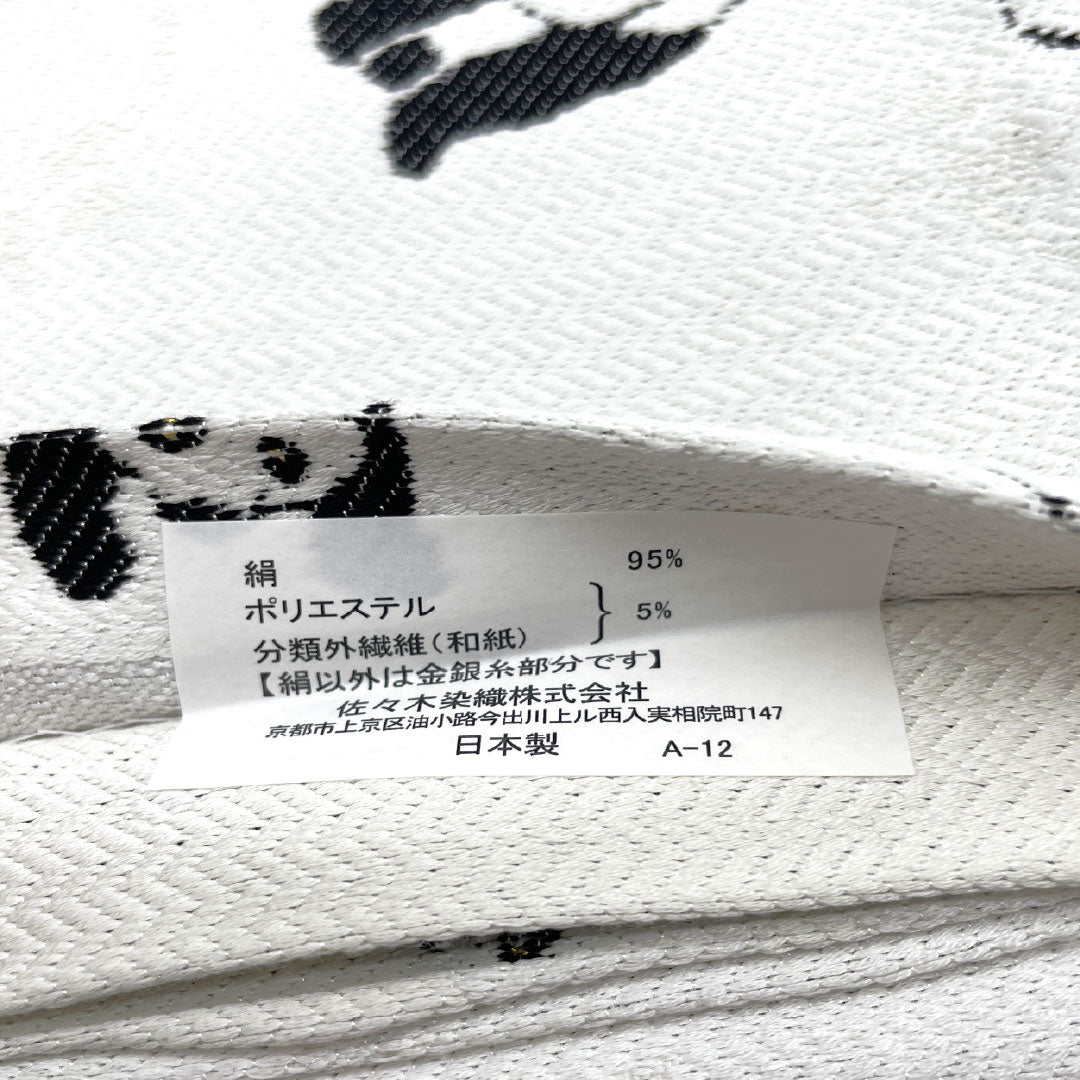 絹 95%
ポリエステル
分類外繊維(和紙) } 5%
【絹以外は金銀糸部分です】
佐々木染織株式会社
京都市上京区油小路今出川上ル西入実相院町147
日本製 A-12